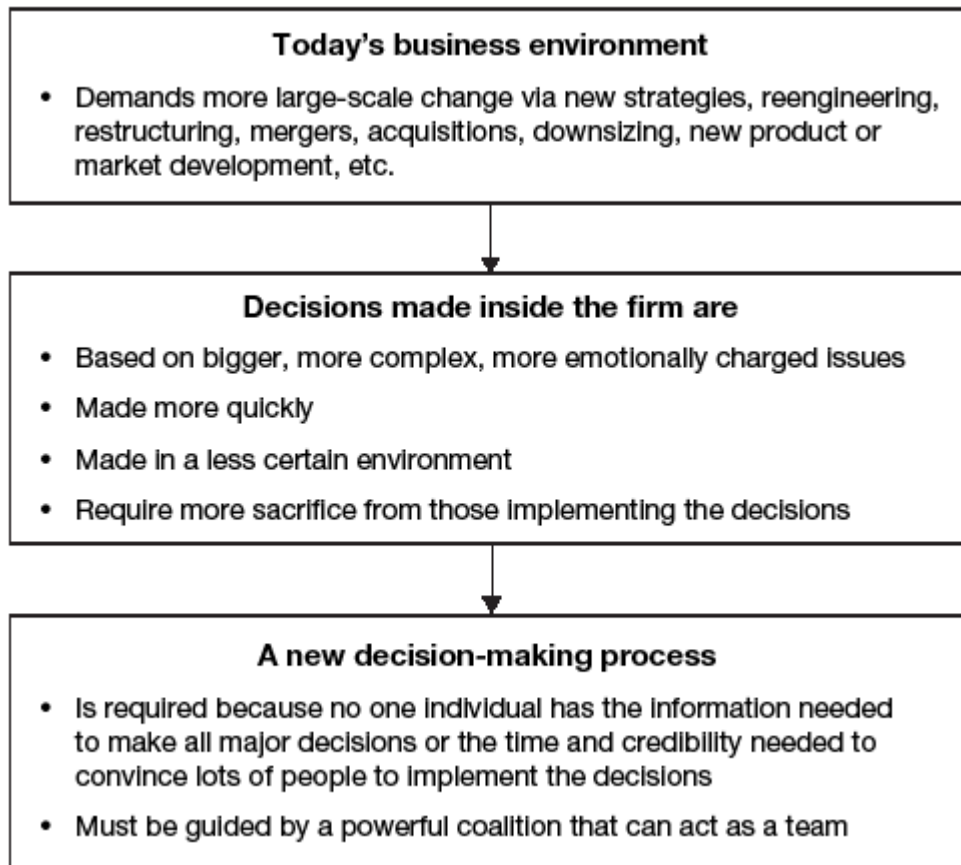 Today’s business environment
• Demands more large-scale change via new strategies, reengineering,
restructuring, mergers, acquisitions, downsizing, new product or
market development, etc.
Decisions made inside the firm are
• Based on bigger, more complex, more emotionally charged issues
• Made more quickly
• Made in a less certain environment
• Require more sacrifice from those implementing the decisions
A new decision-making process
• Is required because no one individual has the information needed
to make all major decisions or the time and credibility needed to
convince lots of people to implement the decisions
• Must be guided by a powerful coalition that can act as a team